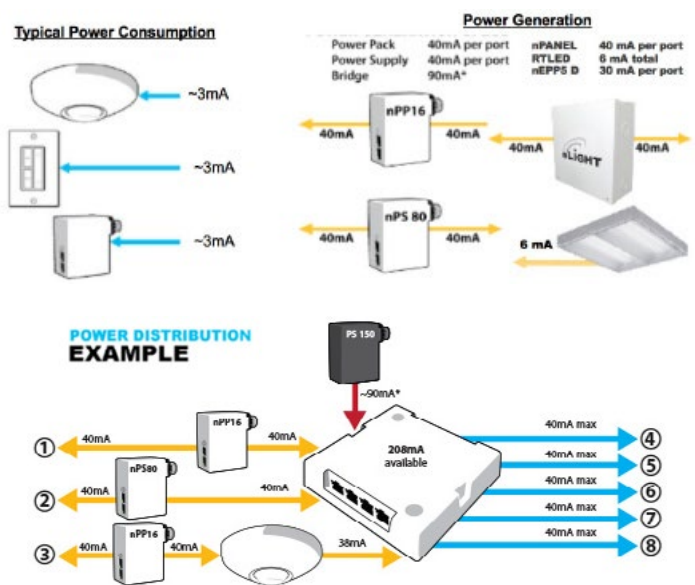 Typical Power Consumption
~3mA
~3mA
~3mA
Power Generation
Power Pack 40mA per port
Power Supply 40mA per port
Bridge 90mA*
nPANEL 40 mA per port
RTLED 6 mA total
nEPP5 D 30 mA per port
nPP16
40mA 40mA
nLIGHT
40mA 40mA
nPS 80
40mA 40mA
6 mA
POWER DISTRIBUTION
EXAMPLE
PS 150
~90mA*
nPP16
① 40mA 40mA
208mA
available
nPS80
② 40mA 40mA
nPP16
③ 40mA 40mA 38mA
40mA max ④
40mA max ⑤
40mA max ⑥
40mA max ⑦
40mA max ⑧